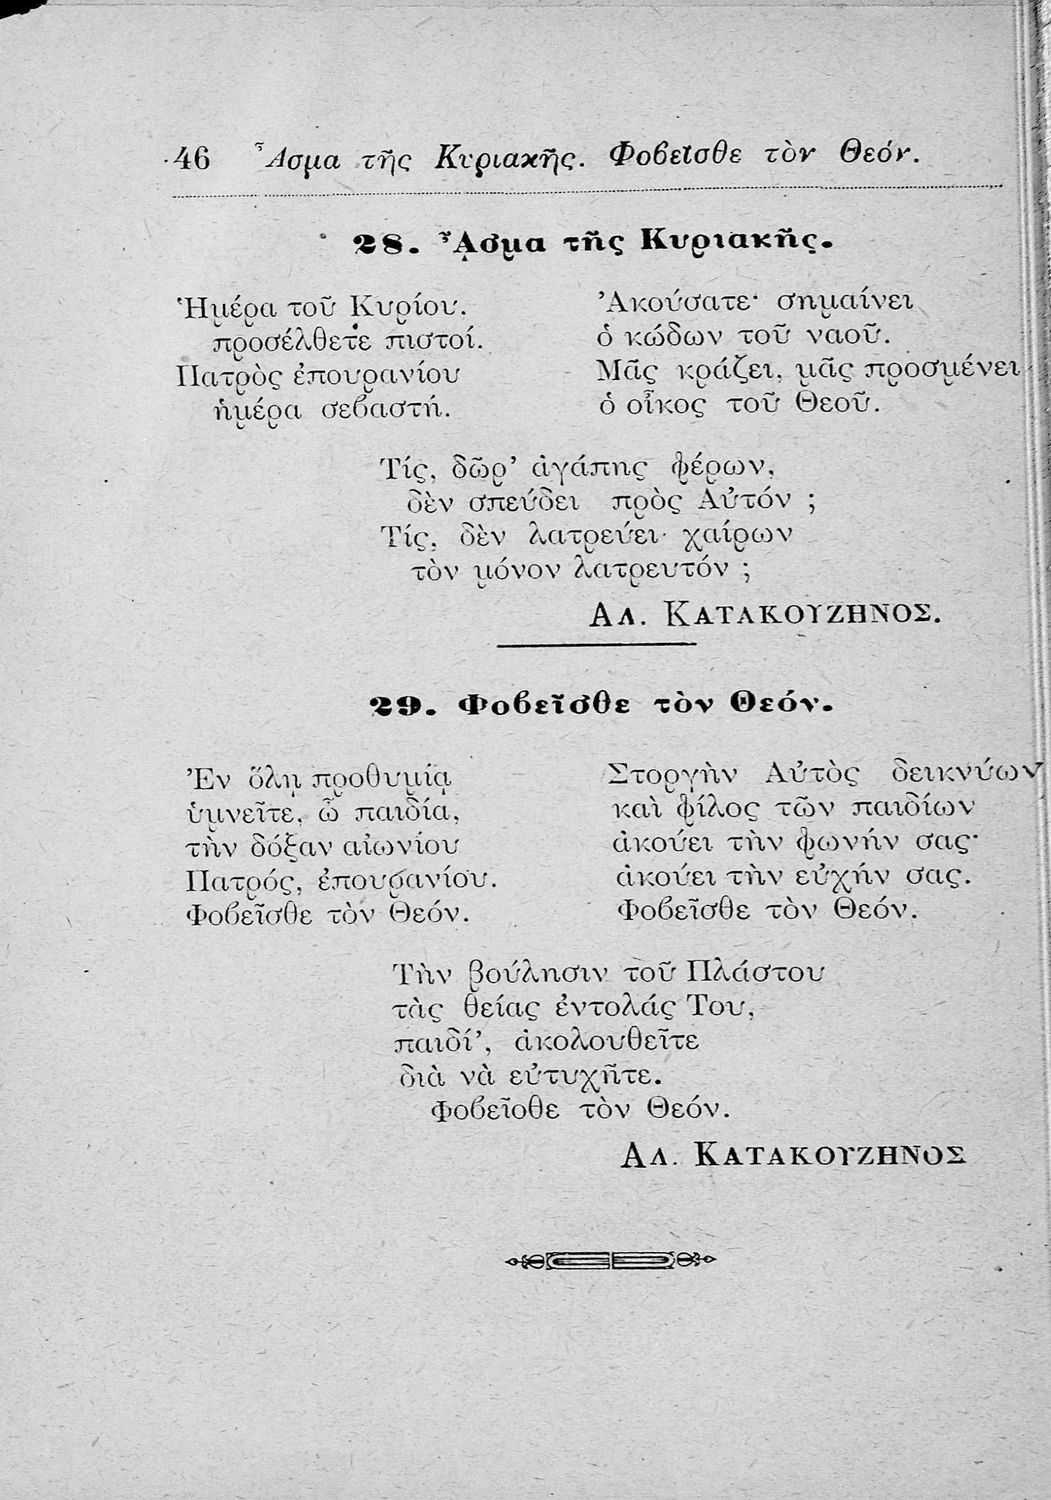 46 ᾎσμα τῆς Κυριακῆς. Φοβεῖσθε τὸν Θεόν.
28. ᾎσμα τῆς Κυριακῆς.
Ἡμέρα τοῦ Κυρίου.
προσέλθετε πιστοί.
Πατρὸς ἐπουρανίου
ἡμέρα σεβαστή.
Ἀκούσατε· σημαίνει
ὁ κώδων τοῦ ναοῦ.
Μᾶς κράζει, μᾶς προσμένει
ὁ οἶκος τοῦ Θεοῦ.
Τίς, δῶρ' ἀγάπης φέρων,
δὲν σπεύδει πρὸς Αὐτόν ;
Τίς, δὲν λατρεύει· χαίρων
τὸν μόνον λατρευτόν ;
ΑΛ. ΚΑΤΑΚΟΥΖΗΝΟΣ.
29. Φοβεῖσθε τὸν Θεόν.
Ἐν ὅλῃ προθυμίᾳ
ὑμνεῖτε, ὦ παιδία,
τὴν δόξαν αἰωνίου
Πατρός, ἐπουρανίου.
Φοβεῖσθε τὸν Θεόν.
Στοργὴν Αὐτὸς δεικνύων
καὶ φίλος τῶν παιδίων
ἀκούει τὴν φωνήν σας·
ἀκούει τὴν εὐχήν σας.
Φοβεῖσθε τὸν Θεόν.
Τὴν βούλησιν τοῦ Πλάστου
τὰς θείας ἐντολάς Του,
παιδί', ἀκολουθεῖτε
διὰ νὰ εὐτυχῆτε.
Φοβεῖσθε τὸν Θεόν.
ΑΛ. ΚΑΤΑΚΟΥΖΗΝΟΣ